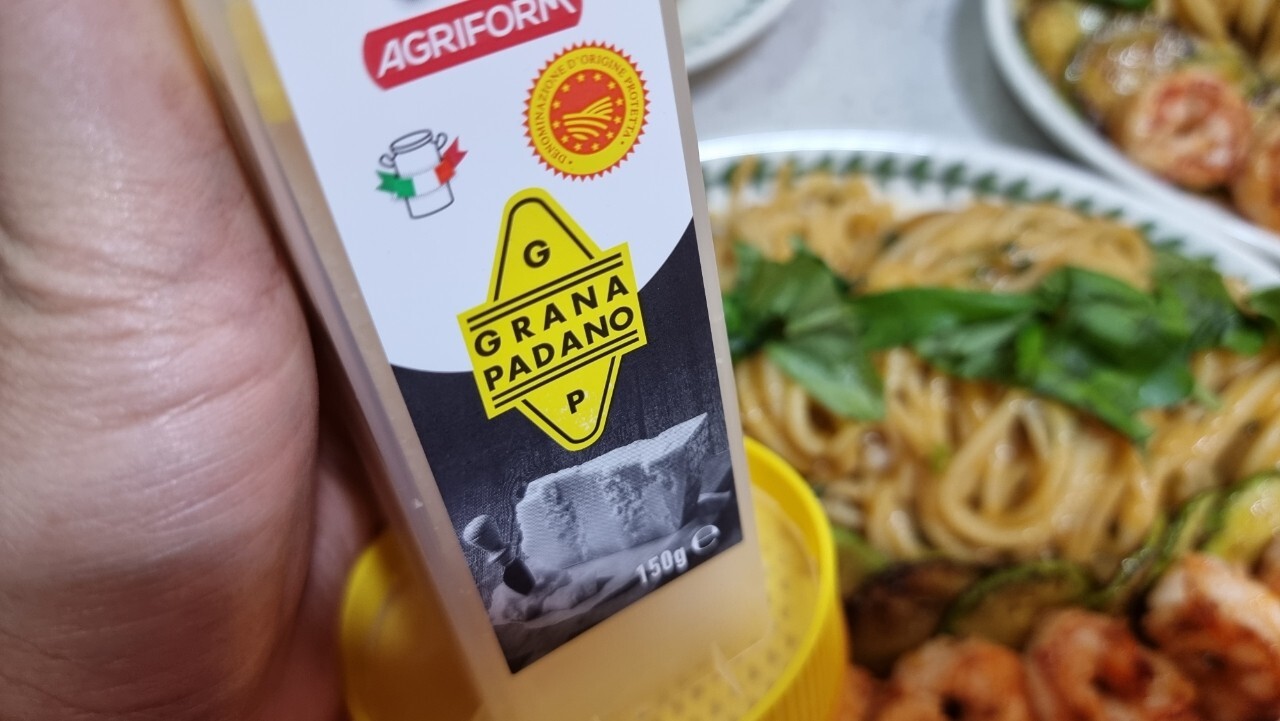 AGRIFORM
DENOMINAZIONE D'ORIGINE PROTETTA
G
GRANA
PADANO
P
150g ℮